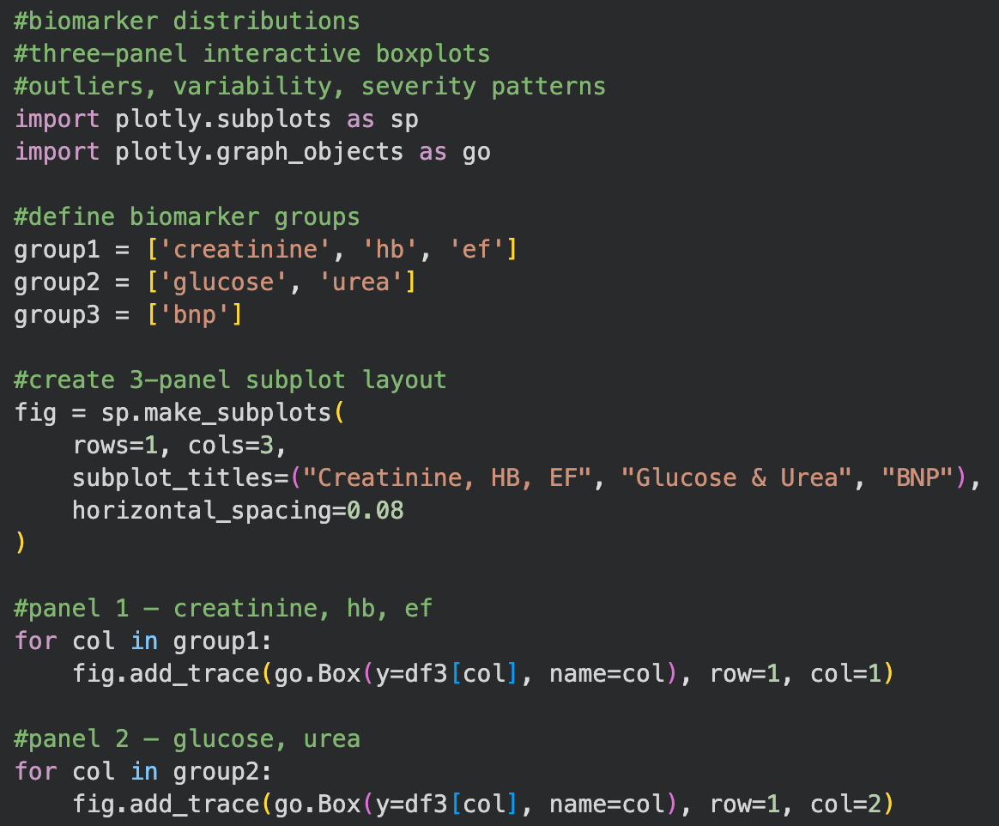 #biomarker distributions
#three-panel interactive boxplots
#outliers, variability, severity patterns
import plotly.subplots as sp
import plotly.graph_objects as go

#define biomarker groups
group1 = ['creatinine', 'hb', 'ef']
group2 = ['glucose', 'urea']
group3 = ['bnp']

#create 3-panel subplot layout
fig = sp.make_subplots(
    rows=1, cols=3,
    subplot_titles=("Creatinine, HB, EF", "Glucose & Urea", "BNP"),
    horizontal_spacing=0.08
)

#panel 1 — creatinine, hb, ef
for col in group1:
    fig.add_trace(go.Box(y=df3[col], name=col), row=1, col=1)

#panel 2 — glucose, urea
for col in group2:
    fig.add_trace(go.Box(y=df3[col], name=col), row=1, col=2)